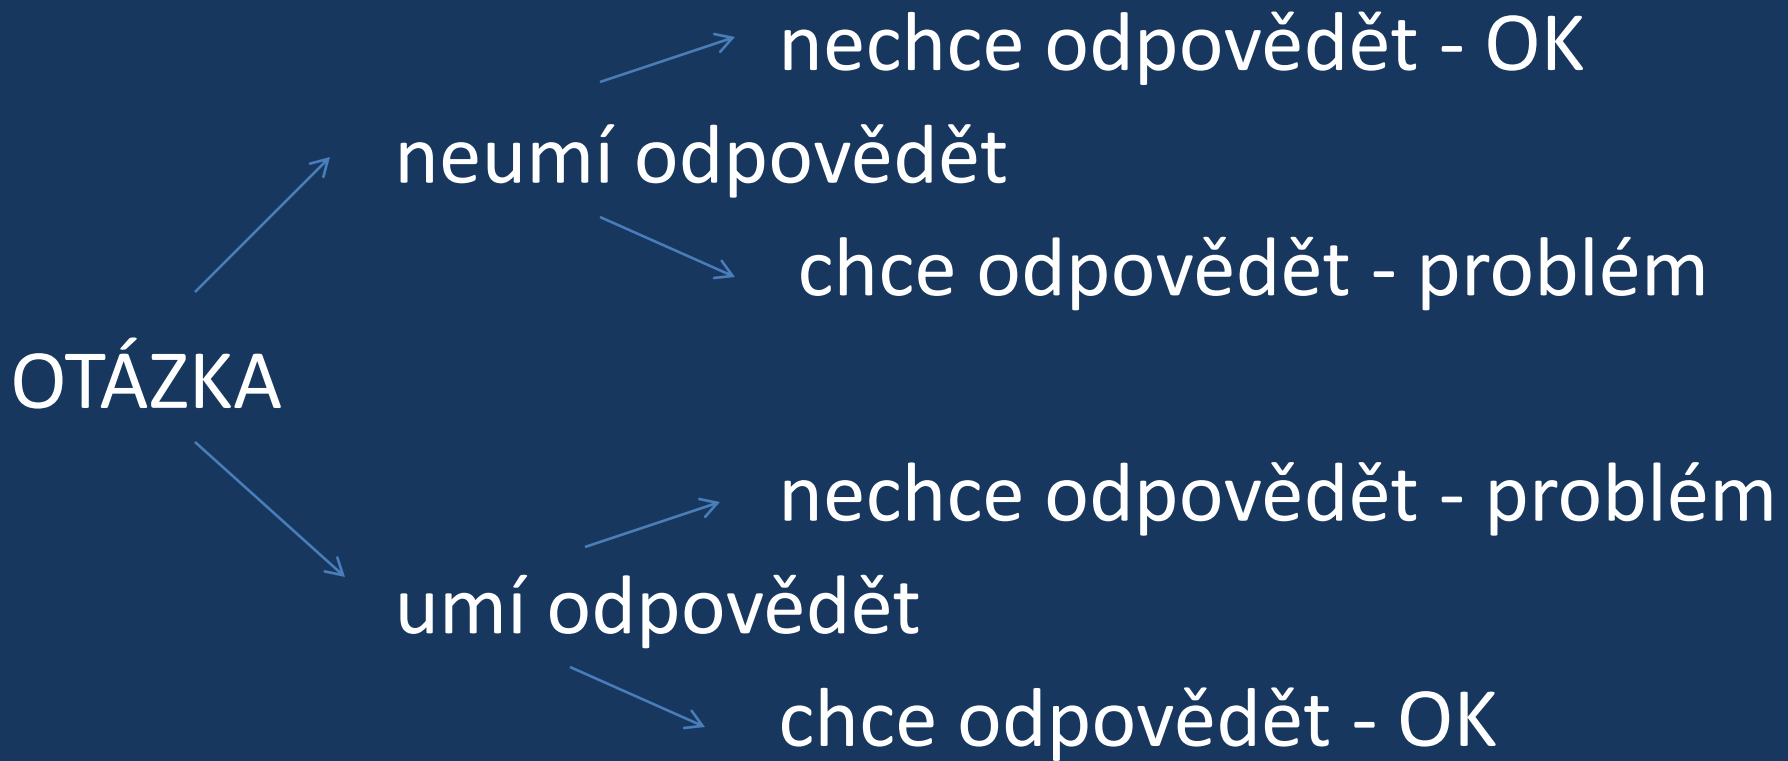 nechce odpovědět - OK
neumí odpovědět
chce odpovědět - problém
OTÁZKA
nechce odpovědět - problém
umí odpovědět
chce odpovědět - OK